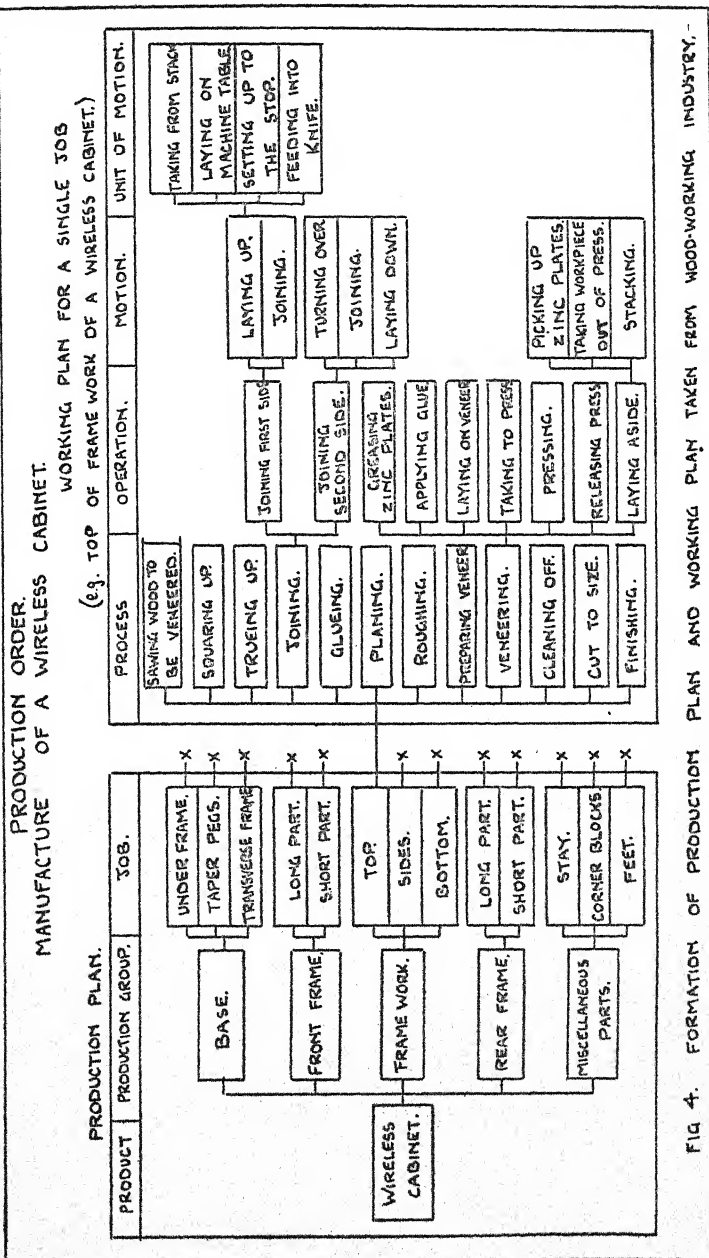 PRODUCTION ORDER.
MANUFACTURE OF A WIRELESS CABINET.
PRODUCTION PLAN.
WORKING PLAN FOR A SINGLE JOB
(e.g. TOP OF FRAME WORK OF A WIRELESS CABINET.)
PRODUCT
PRODUCTION GROUP.
JOB.
PROCESS
OPERATION.
MOTION.
UNIT OF MOTION.
WIRELESS
CABINET.
BASE.
FRONT FRAME.
FRAME WORK.
REAR FRAME.
MISCELLANEOUS
PARTS.
UNDER FRAME.
X
TAPER PEGS.
X
TRANSVERSE FRAME
X
LONG PART.
X
SHORT PART.
X
TOP.
SIDES.
X
BOTTOM.
X
LONG PART.
X
SHORT PART.
X
STAY.
X
CORNER BLOCKS.
X
FEET.
X
SAWING WOOD TO
BE VENEERED.
SQUARING UP.
TRUEING UP.
JOINING.
GLUEING.
PLANING.
ROUGHING.
PREPARING VENEER
VENEERING.
CLEANING OFF.
CUT TO SIZE.
FINISHING.
JOINING FIRST SIDE
JOINING
SECOND SIDE.
GREASING
ZINC PLATES.
APPLYING GLUE
LAYING ON VENEER
TAKING TO PRESS
PRESSING.
RELEASING PRESS
LAYING ASIDE.
LAYING UP.
JOINING.
TURNING OVER
JOINING.
LAYING DOWN.
PICKING UP
ZINC PLATES.
TAKING WORKPIECE
OUT OF PRESS.
STACKING.
TAKING FROM STACK
LAYING ON
MACHINE TABLE
SETTING UP TO
THE STOP.
FEEDING INTO
KNIFE.
FIG 4. FORMATION OF PRODUCTION PLAN AND WORKING PLAN TAKEN FROM WOOD-WORKING INDUSTRY.-